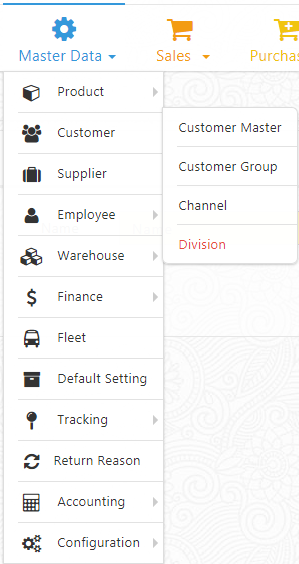 Master Data
Sales
Purchas
Product
Customer
Supplier
Employee
Warehouse
Finance
Fleet
Default Setting
Tracking
Return Reason
Accounting
Configuration
Customer Master
Customer Group
Channel
Division